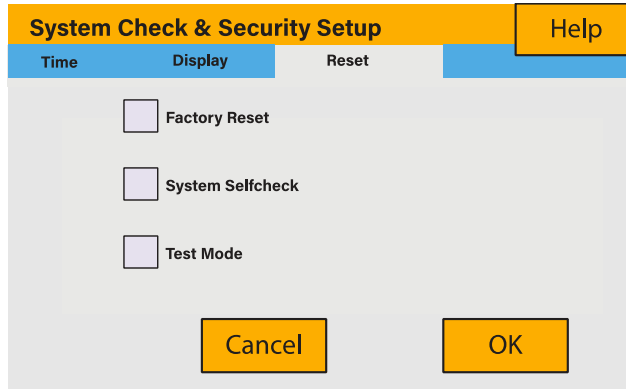 System Check & Security Setup
Help
Time Display Reset
Factory Reset
System Selfcheck
Test Mode
Cancel OK